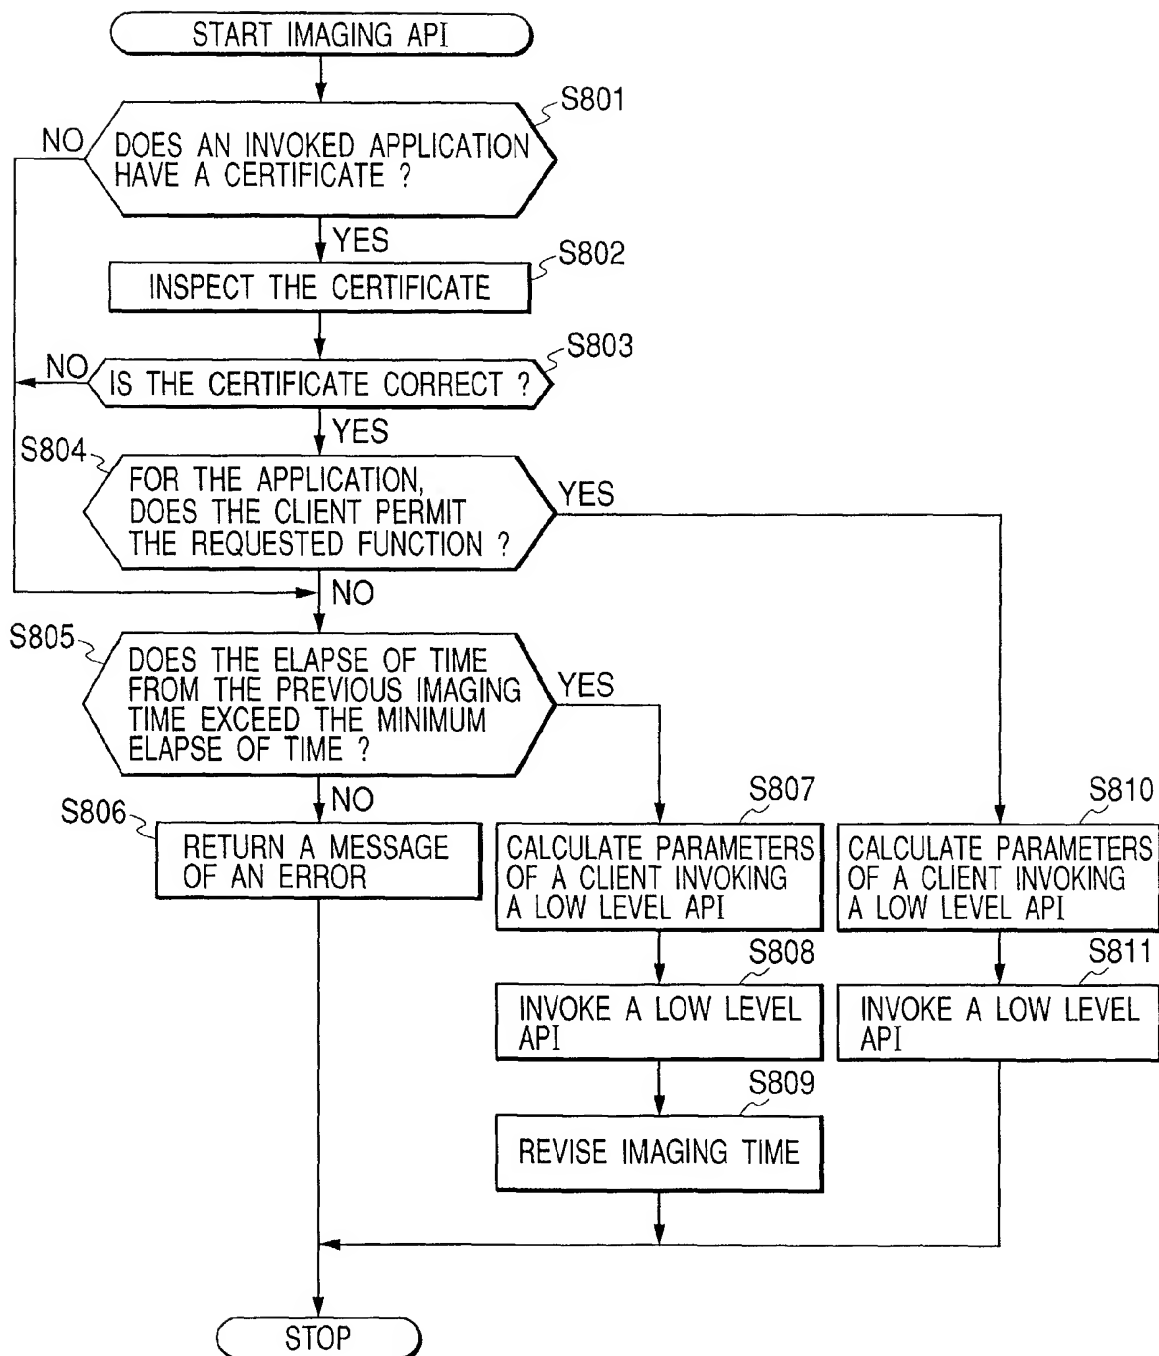 START IMAGING API
S801
NO
DOES AN INVOKED APPLICATION
HAVE A CERTIFICATE ?
YES
S802
INSPECT THE CERTIFICATE
S803
NO
IS THE CERTIFICATE CORRECT ?
YES
S804
FOR THE APPLICATION,
DOES THE CLIENT PERMIT
THE REQUESTED FUNCTION ?
YES
NO
S805
DOES THE ELAPSE OF TIME
FROM THE PREVIOUS IMAGING
TIME EXCEED THE MINIMUM
ELAPSE OF TIME ?
YES
NO
S806
RETURN A MESSAGE
OF AN ERROR
S807
CALCULATE PARAMETERS
OF A CLIENT INVOKING
A LOW LEVEL API
S810
CALCULATE PARAMETERS
OF A CLIENT INVOKING
A LOW LEVEL API
S808
INVOKE A LOW LEVEL
API
S811
INVOKE A LOW LEVEL
API
S809
REVISE IMAGING TIME
STOP